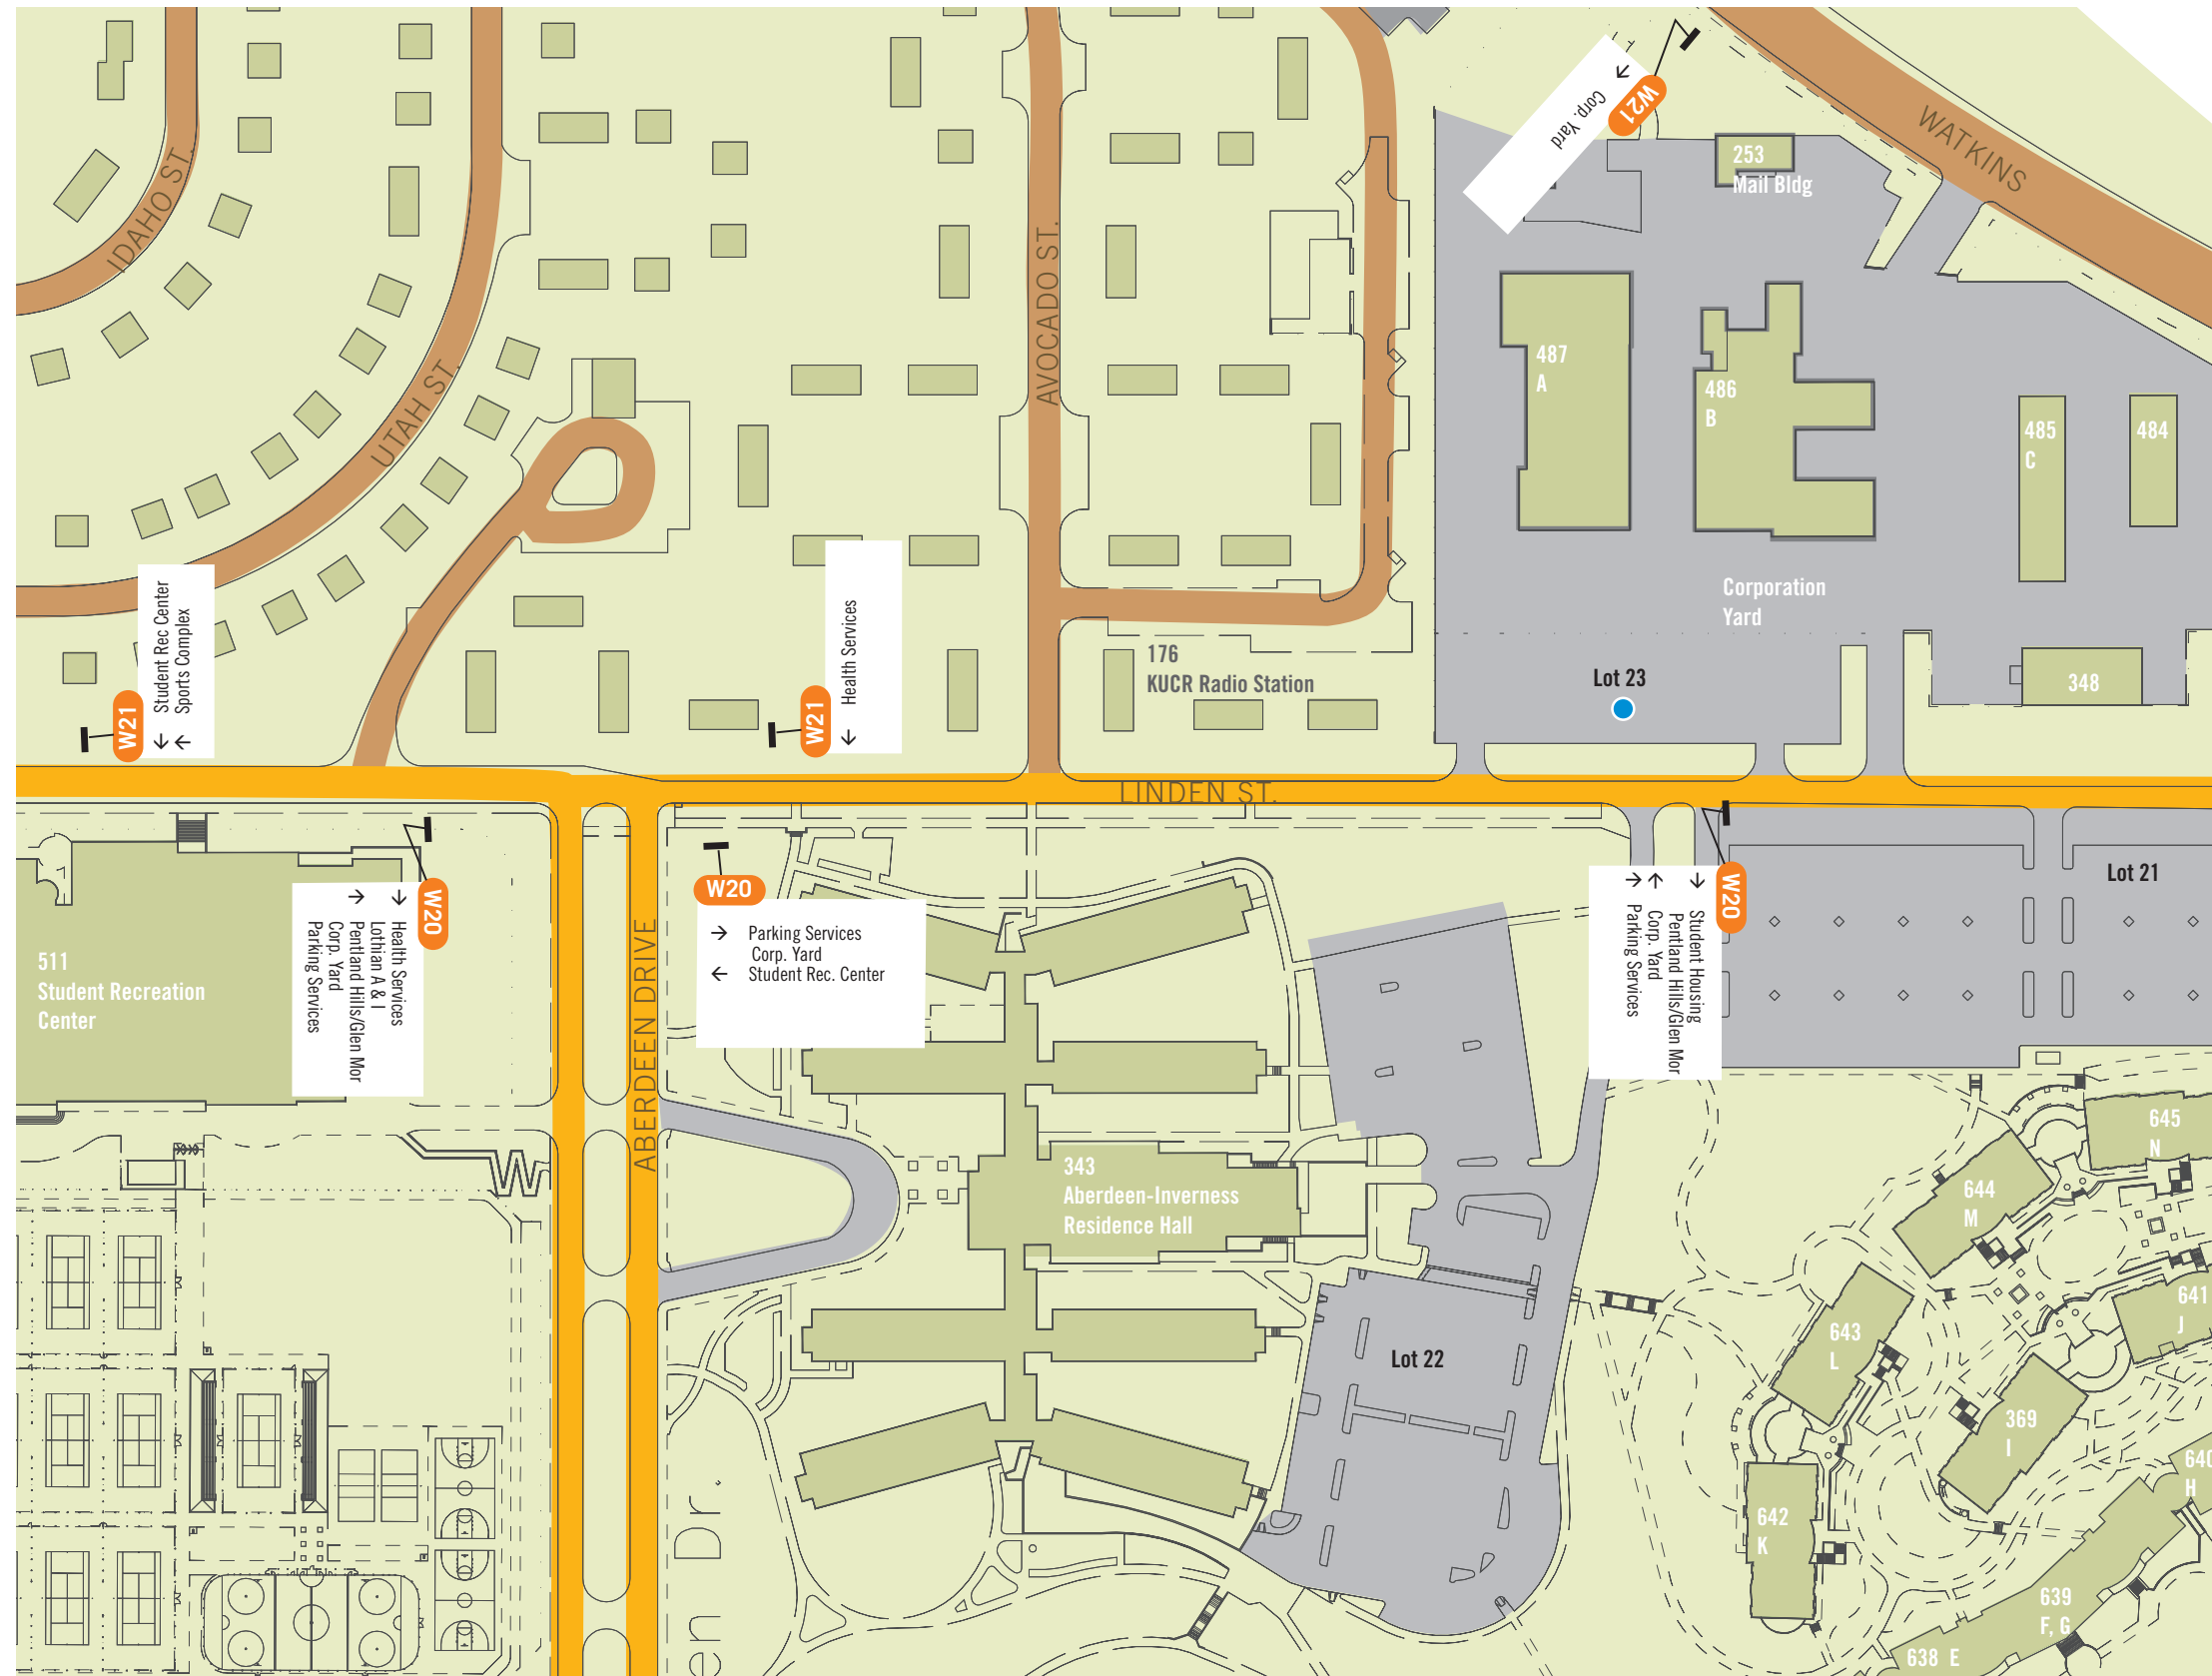 IDAHO ST.
UTAH ST.
AVOCADO ST.
WATKINS
W21
←
Corp. Yard
253
Mail Bldg
487
A
486
B
485
C
484
Corporation
Yard
Lot 23
348
176
KUCR Radio Station
W21
← Student Rec Center
↑ Sports Complex
W21
← Health Services
LINDEN ST.
ABERDEEN DRIVE
511
Student Recreation
Center
W20
→ Health Services
Lothian A & I
↑ Pentland Hills/Glen Mor
Corp. Yard
Parking Services
W20
→ Parking Services
Corp. Yard
← Student Rec. Center
W20
→ Student Housing
Pentland Hills/Glen Mor
← Corp. Yard
↑ Parking Services
Lot 21
343
Aberdeen-Inverness
Residence Hall
Lot 22
645
N
644
M
641
J
643
L
369
I
640
H
642
K
639
F, G
638 E
en Dr.